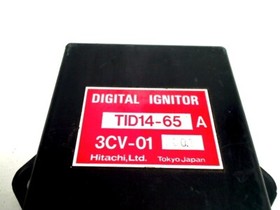 DIGITAL IGNITOR
TID14-65 A
3CV-01
Hitachi, Ltd. Tokyo Japan